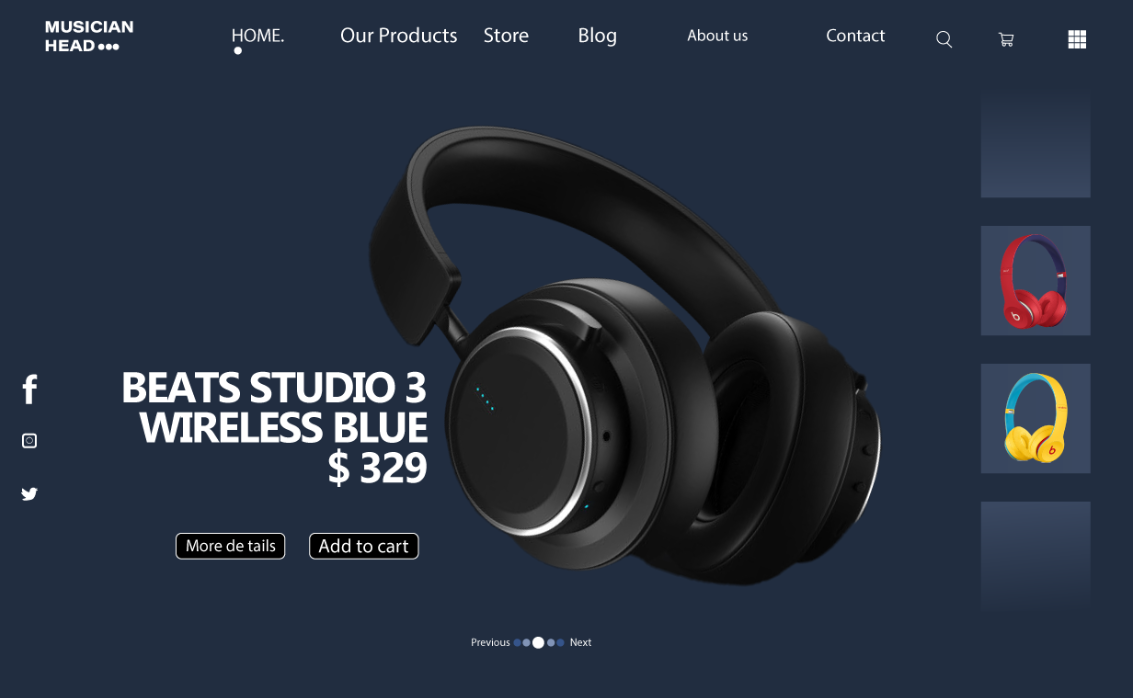 MUSICIAN
HEAD●●●
HOME. Our Products Store Blog About us Contact
BEATS STUDIO 3
WIRELESS BLUE
$ 329
More de tails Add to cart
Previous Next